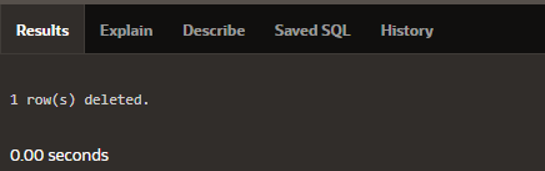 Results Explain Describe Saved SQL History
1 row(s) deleted.
0.00 seconds